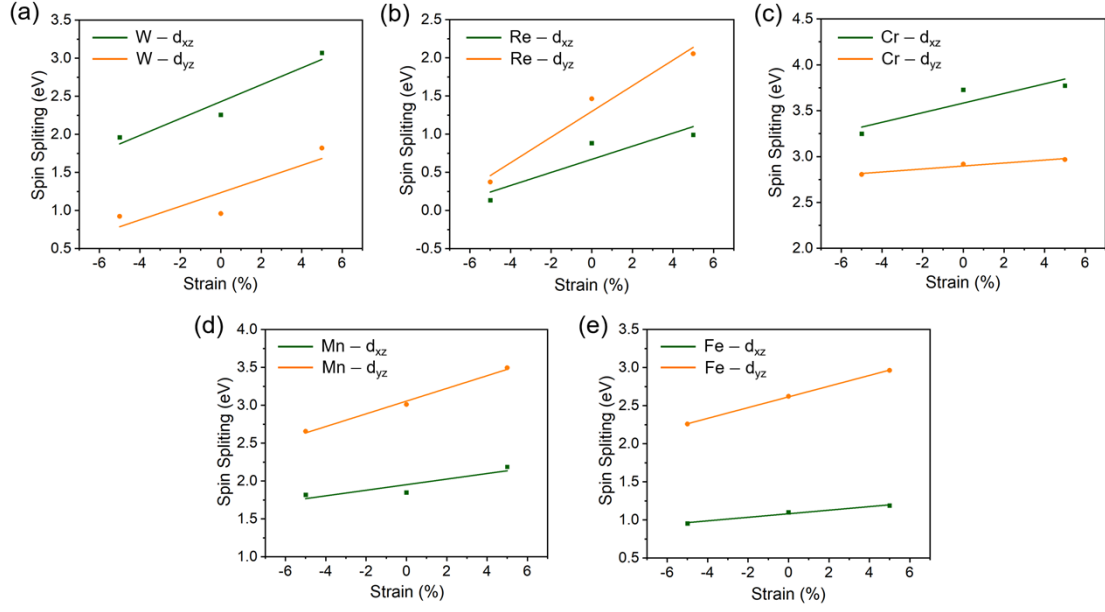 (a)
W – dxz
W – dyz
Spin Spliting (eV)
3.5
3.0
2.5
2.0
1.5
1.0
0.5
-6 -4 -2 0 2 4 6
Strain (%)
(b)
Re – dxz
Re – dyz
Spin Spliting (eV)
2.5
2.0
1.5
1.0
0.5
0.0
-0.5
-6 -4 -2 0 2 4 6
Strain (%)
(c)
Cr – dxz
Cr – dyz
Spin Spliting (eV)
4.0
3.5
3.0
2.5
2.0
-6 -4 -2 0 2 4 6
Strain (%)
(d)
Mn – dxz
Mn – dyz
Spin Spliting (eV)
4.0
3.5
3.0
2.5
2.0
1.5
1.0
-6 -4 -2 0 2 4 6
Strain (%)
(e)
Fe – dxz
Fe – dyz
Spin Spliting (eV)
3.5
3.0
2.5
2.0
1.5
1.0
0.5
-6 -4 -2 0 2 4 6
Strain (%)